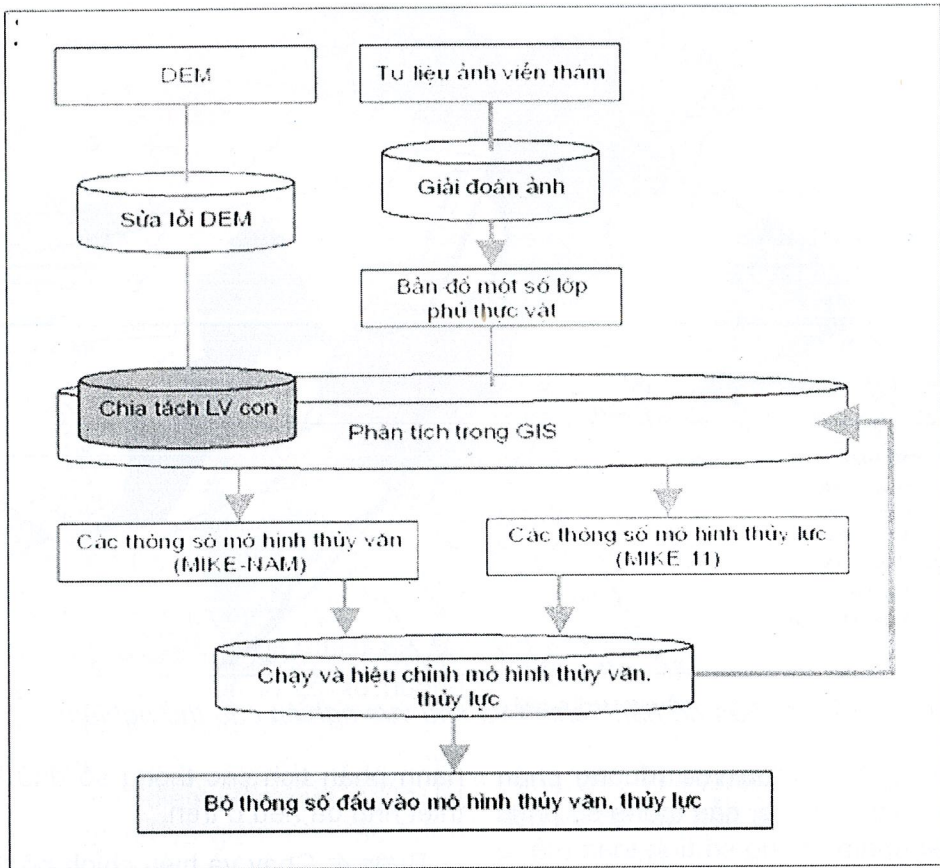 DEM
Tư liệu ảnh viễn thám
Giải đoán ảnh
Sửa lỗi DEM
Bản đồ một số lớp
phủ thực vật
Chia tách LV con
Phân tích trong GIS
Các thông số mô hình thủy văn
(MIKE-NAM)
Các thông số mô hình thủy lực
(MIKE 11)
Chạy và hiệu chỉnh mô hình thủy văn.
thủy lực
Bộ thông số đầu vào mô hình thủy văn. thủy lực